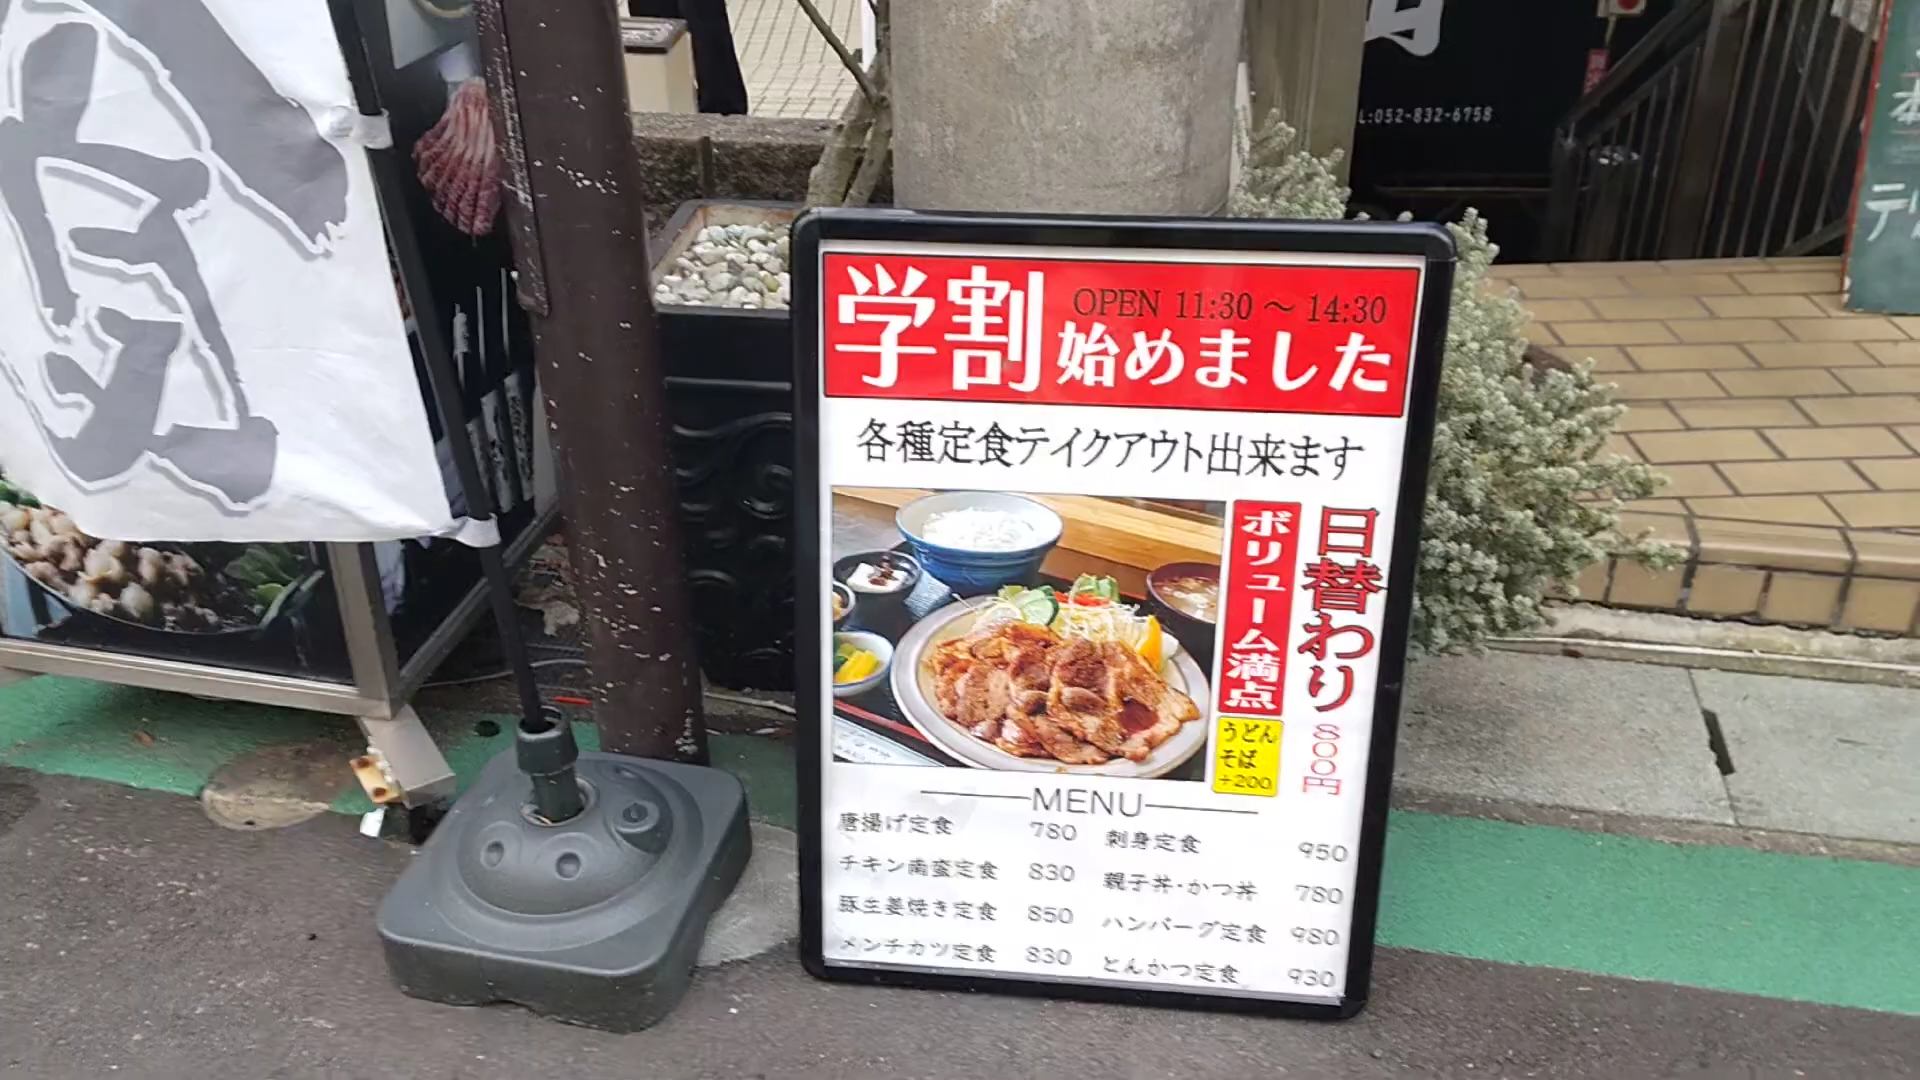 食
L:052-832-6758
学割
OPEN 11:30 〜 14:30
始めました
各種定食テイクアウト出来ます
日替わり
800円
ボリューム満点
うどん
そば
+200
MENU
唐揚げ定食 780
チキン南蛮定食 830
豚生姜焼き定食 850
メンチカツ定食 830
刺身定食 950
親子丼・かつ丼 780
ハンバーグ定食 980
とんかつ定食 930